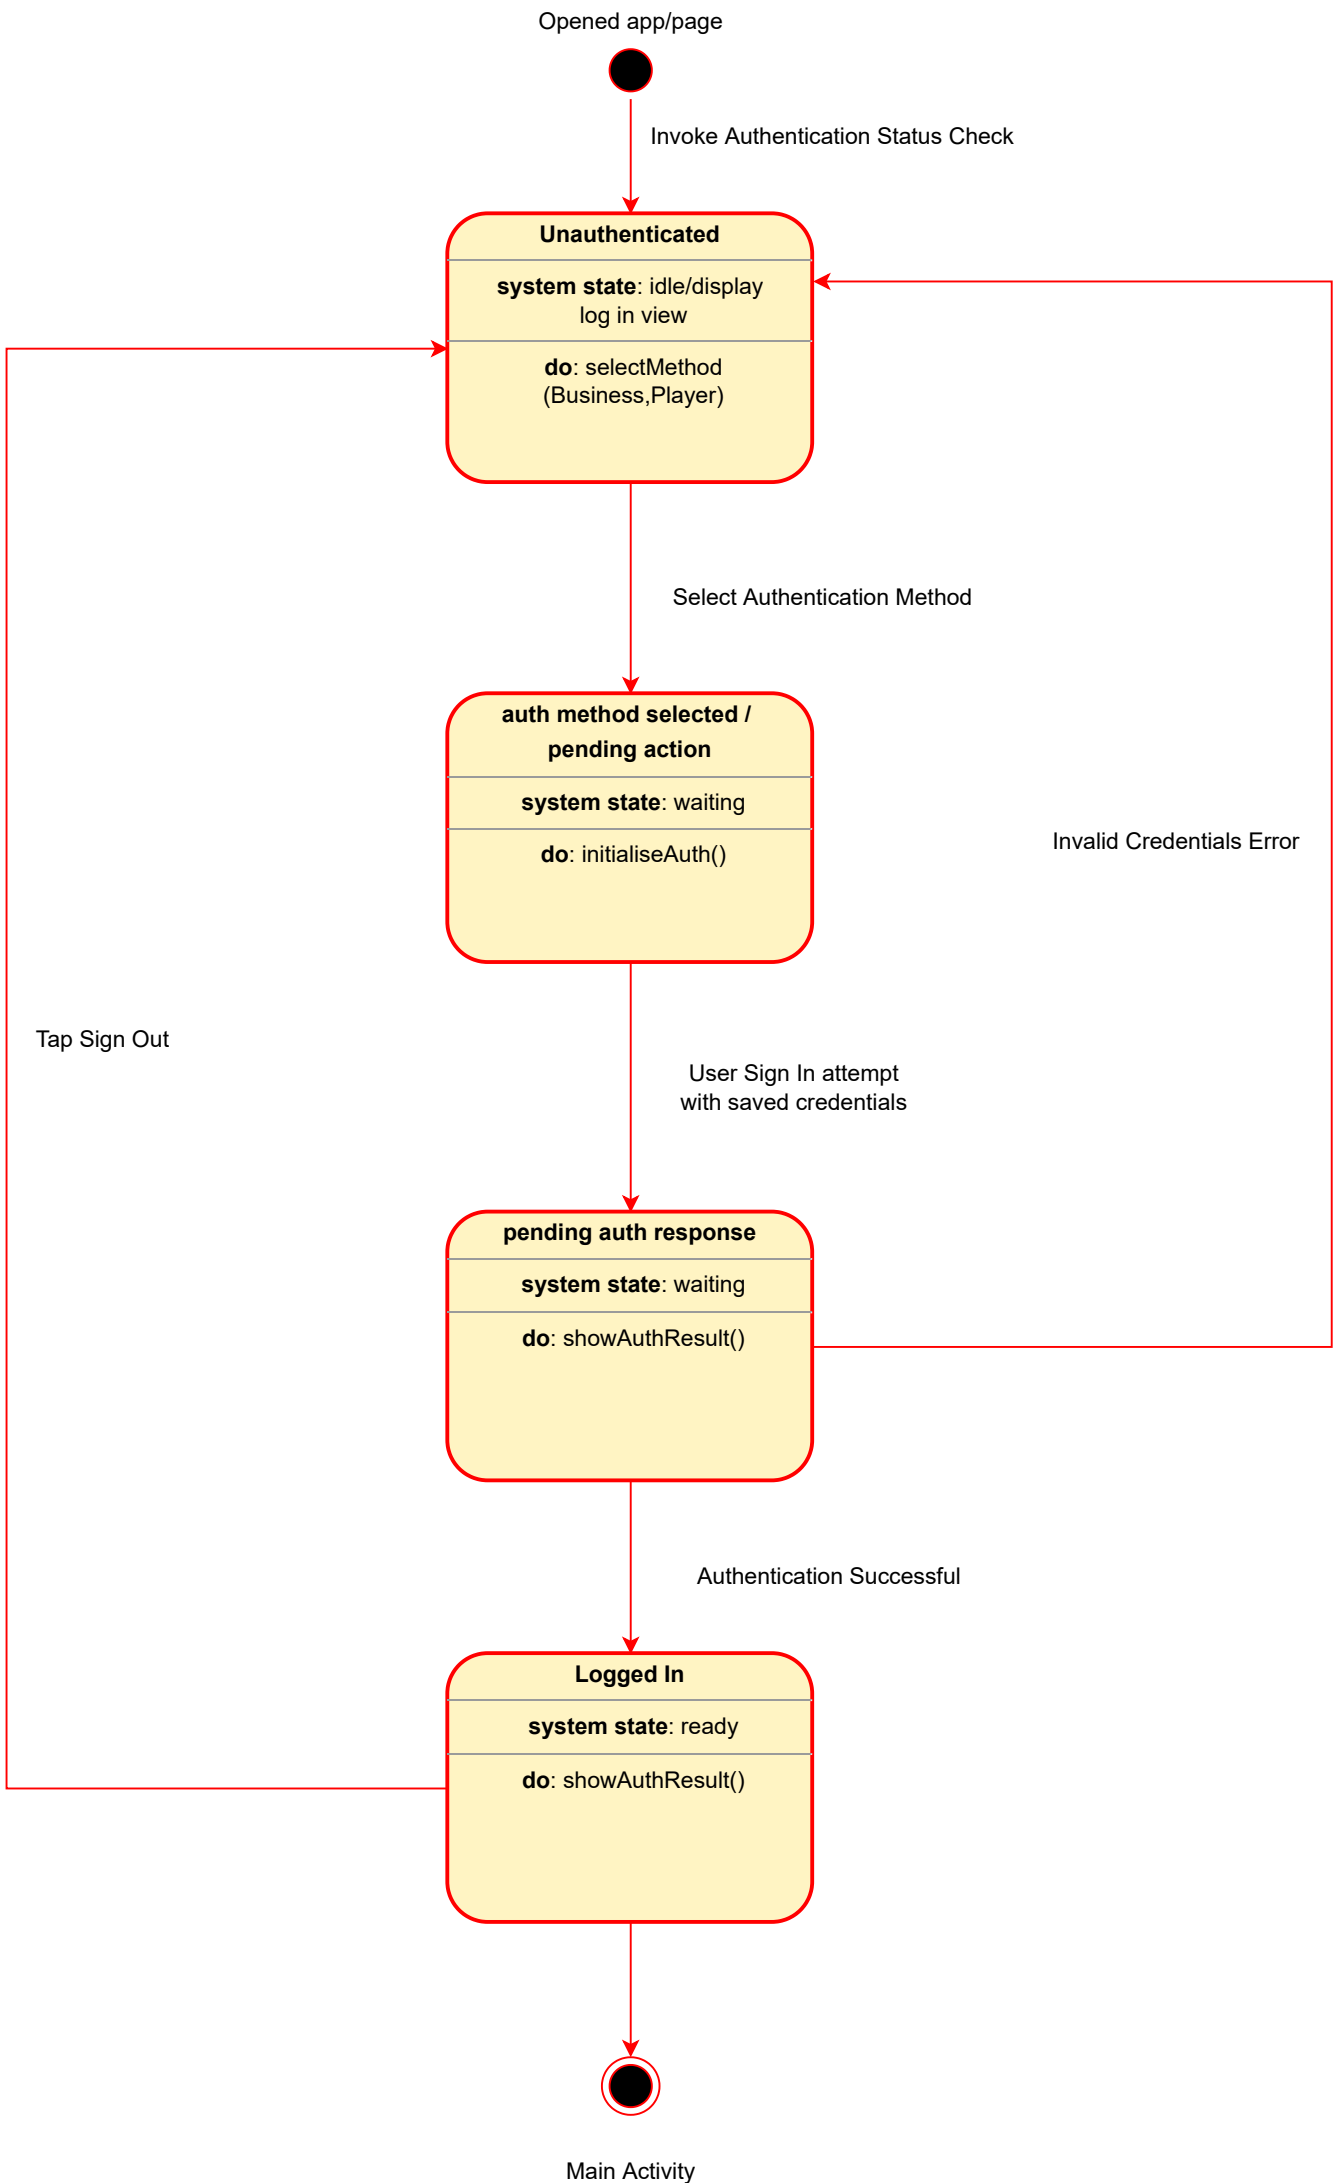 Opened app/page
Invoke Authentication Status Check
Unauthenticated
system state: idle/display
log in view
do: selectMethod
(Business,Player)
Select Authentication Method
auth method selected /
pending action
system state: waiting
do: initialiseAuth()
Invalid Credentials Error
Tap Sign Out
User Sign In attempt
with saved credentials
pending auth response
system state: waiting
do: showAuthResult()
Authentication Successful
Logged In
system state: ready
do: showAuthResult()
Main Activity